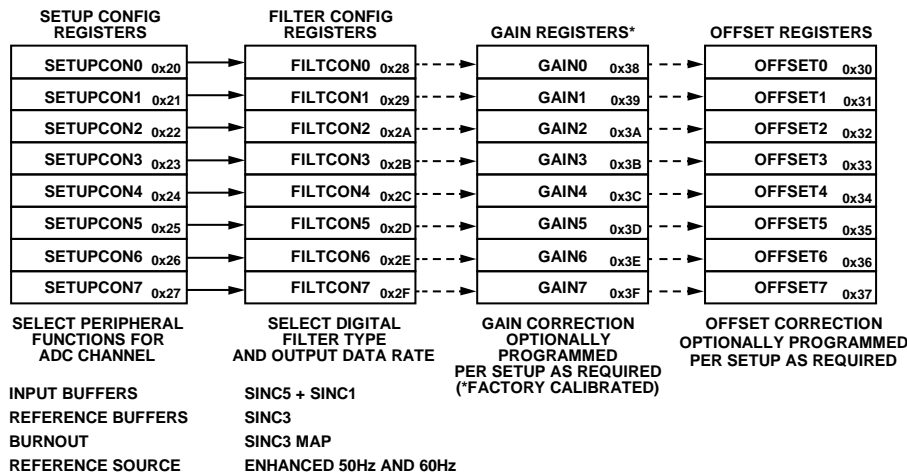 SETUP CONFIG
REGISTERS
FILTER CONFIG
REGISTERS
GAIN REGISTERS*
OFFSET REGISTERS
SETUPCON0 0x20
FILTCON0 0x28
GAIN0 0x38
OFFSET0 0x30
SETUPCON1 0x21
FILTCON1 0x29
GAIN1 0x39
OFFSET1 0x31
SETUPCON2 0x22
FILTCON2 0x2A
GAIN2 0x3A
OFFSET2 0x32
SETUPCON3 0x23
FILTCON3 0x2B
GAIN3 0x3B
OFFSET3 0x33
SETUPCON4 0x24
FILTCON4 0x2C
GAIN4 0x3C
OFFSET4 0x34
SETUPCON5 0x25
FILTCON5 0x2D
GAIN5 0x3D
OFFSET5 0x35
SETUPCON6 0x26
FILTCON6 0x2E
GAIN6 0x3E
OFFSET6 0x36
SETUPCON7 0x27
FILTCON7 0x2F
GAIN7 0x3F
OFFSET7 0x37
SELECT PERIPHERAL
FUNCTIONS FOR
ADC CHANNEL
SELECT DIGITAL
FILTER TYPE
AND OUTPUT DATA RATE
GAIN CORRECTION
OPTIONALLY
PROGRAMMED
PER SETUP AS REQUIRED
(*FACTORY CALIBRATED)
OFFSET CORRECTION
OPTIONALLY PROGRAMMED
PER SETUP AS REQUIRED
INPUT BUFFERS
REFERENCE BUFFERS
BURNOUT
REFERENCE SOURCE
SINC5 + SINC1
SINC3
SINC3 MAP
ENHANCED 50Hz AND 60Hz